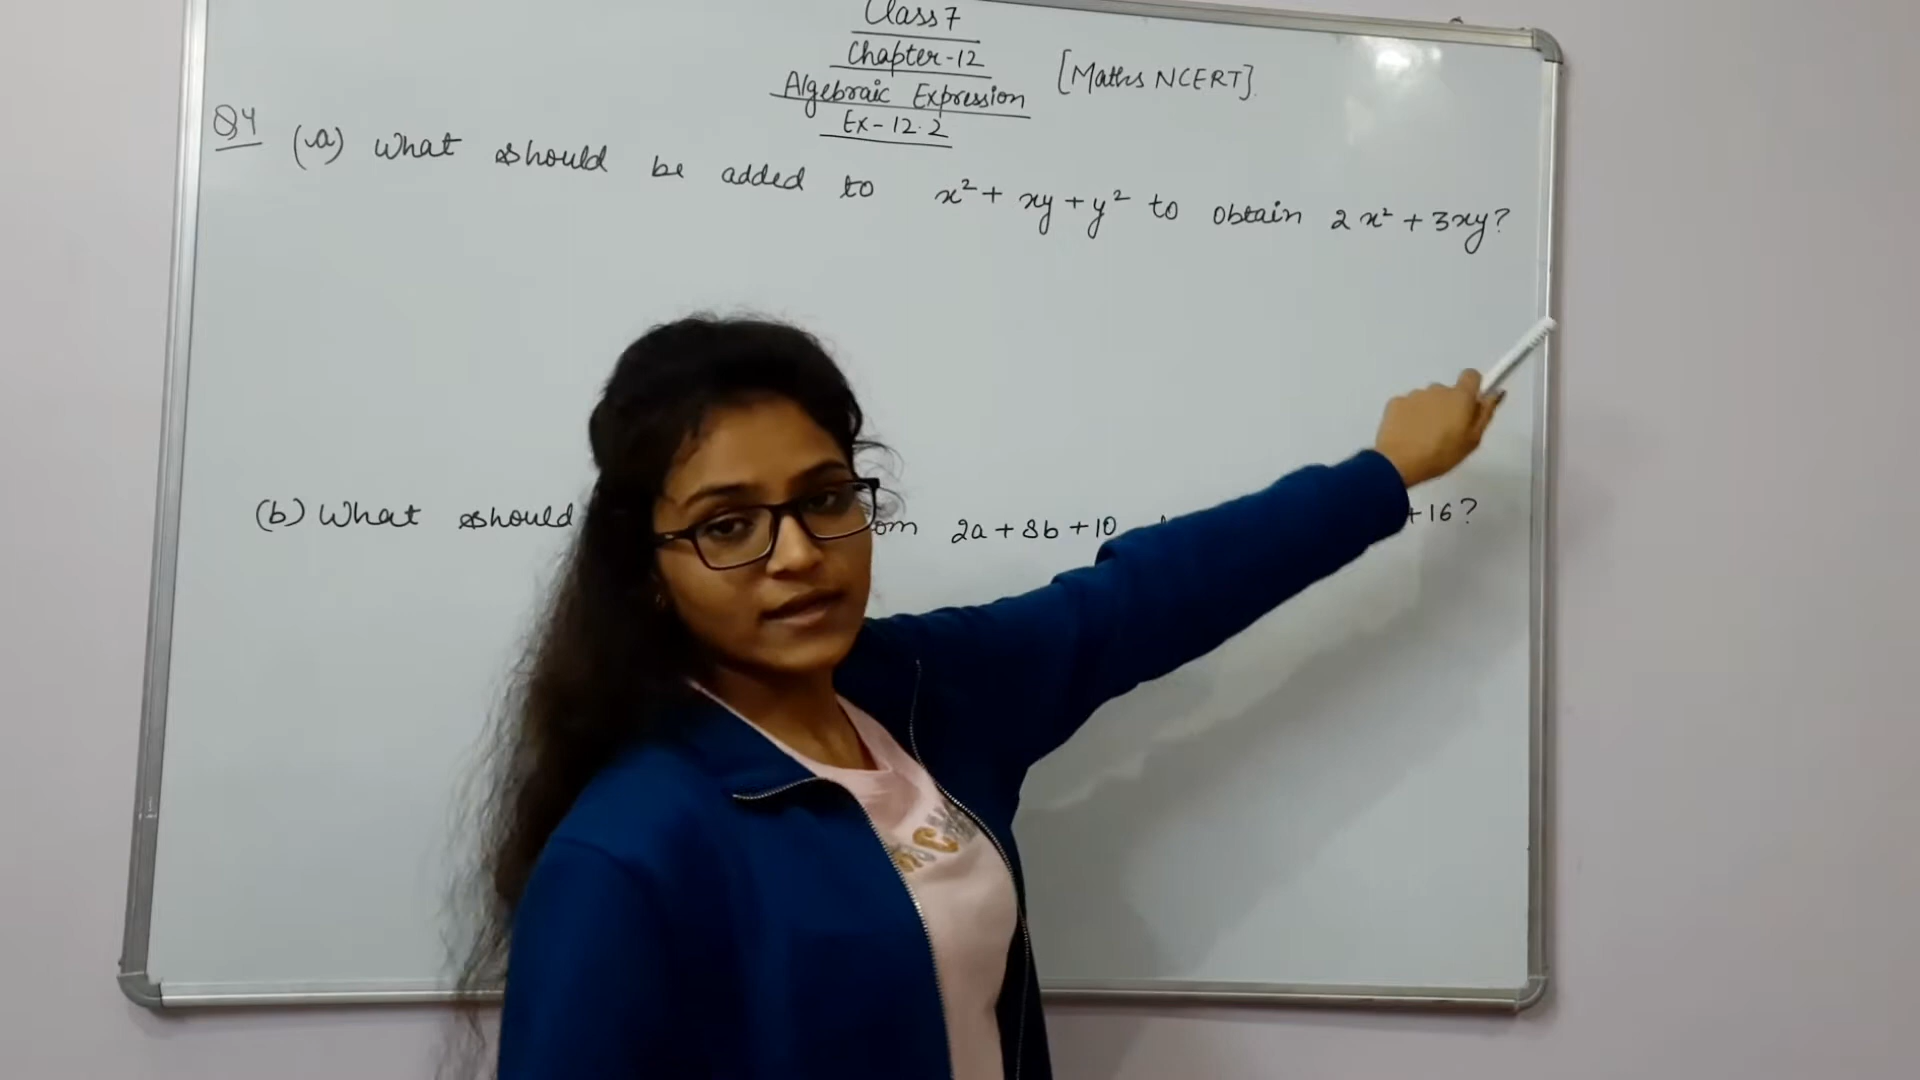 Class 7
Chapter-12
[Maths NCERT].
Algebraic Expression
Ex-12.2
Q4 (a) What should be added to x² + xy + y² to obtain 2x² + 3xy?
(b) What should 2a + 8b + 10 +16?